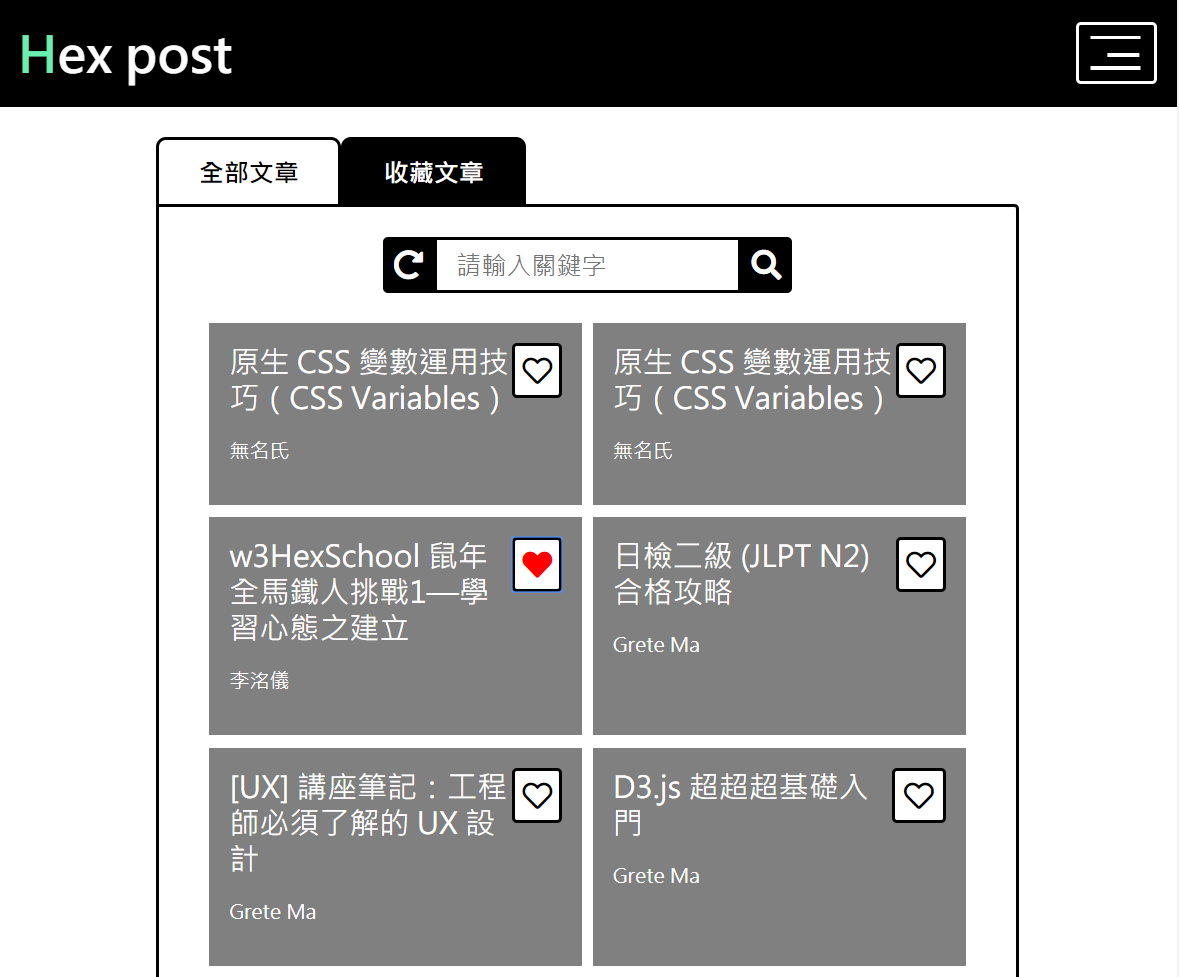 Hex post
全部文章
收藏文章
請輸入關鍵字
原生 CSS 變數運用技
巧（CSS Variables）
無名氏
原生 CSS 變數運用技
巧（CSS Variables）
無名氏
w3HexSchool 鼠年
全馬鐵人挑戰1—學
習心態之建立
李洺儀
日檢二級 (JLPT N2)
合格攻略
Grete Ma
[UX] 講座筆記：工程
師必須了解的 UX 設
計
Grete Ma
D3.js 超超超基礎入
門
Grete Ma